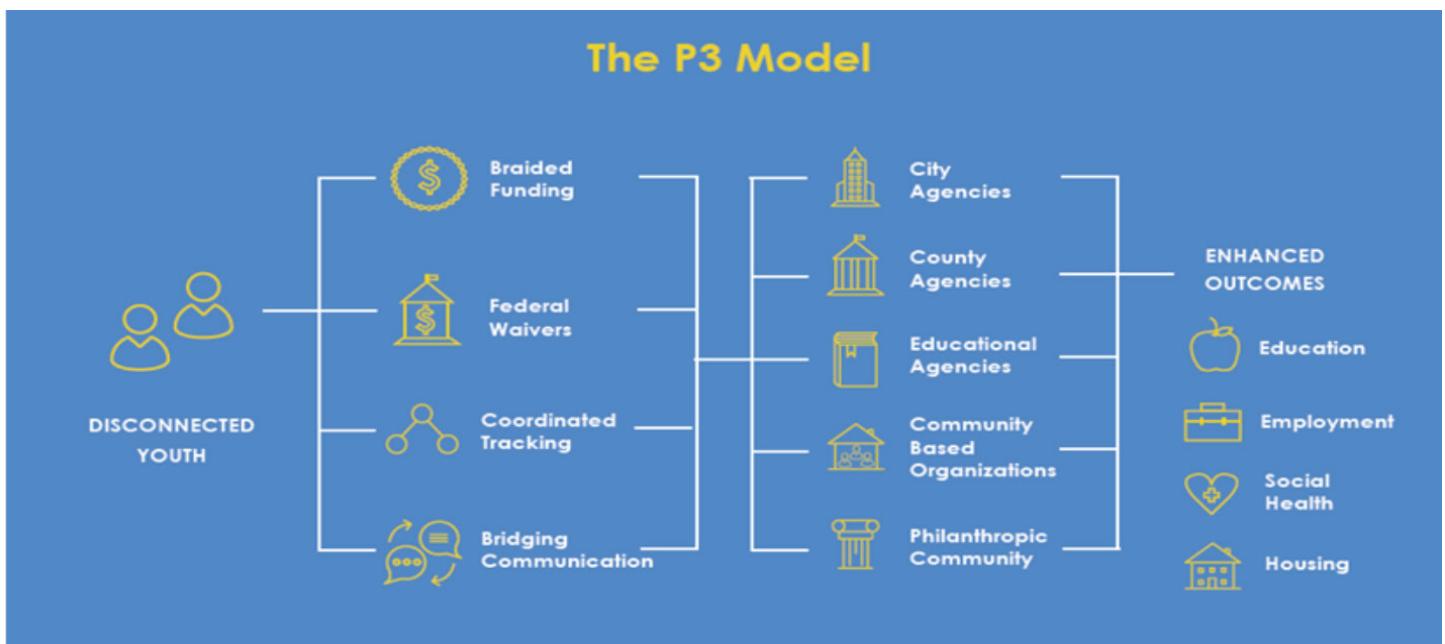 The P3 Model
DISCONNECTED
YOUTH
Braided
Funding
Federal
Waivers
Coordinated
Tracking
Bridging
Communication
City
Agencies
County
Agencies
Educational
Agencies
Community
Based
Organizations
Philanthropic
Community
ENHANCED
OUTCOMES
Education
Employment
Social
Health
Housing